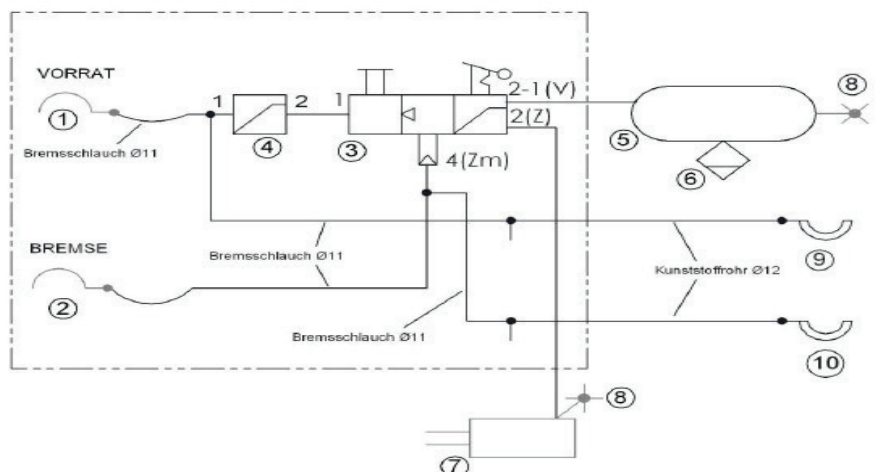 VORRAT
1
Bremsschlauch Ø11
1
2
4
1
3
2-1(V)
2(Z)
4(Zm)
5
8
6
BREMSE
2
Bremsschlauch Ø11
Bremsschlauch Ø11
Kunststoffrohr Ø12
9
10
8
7